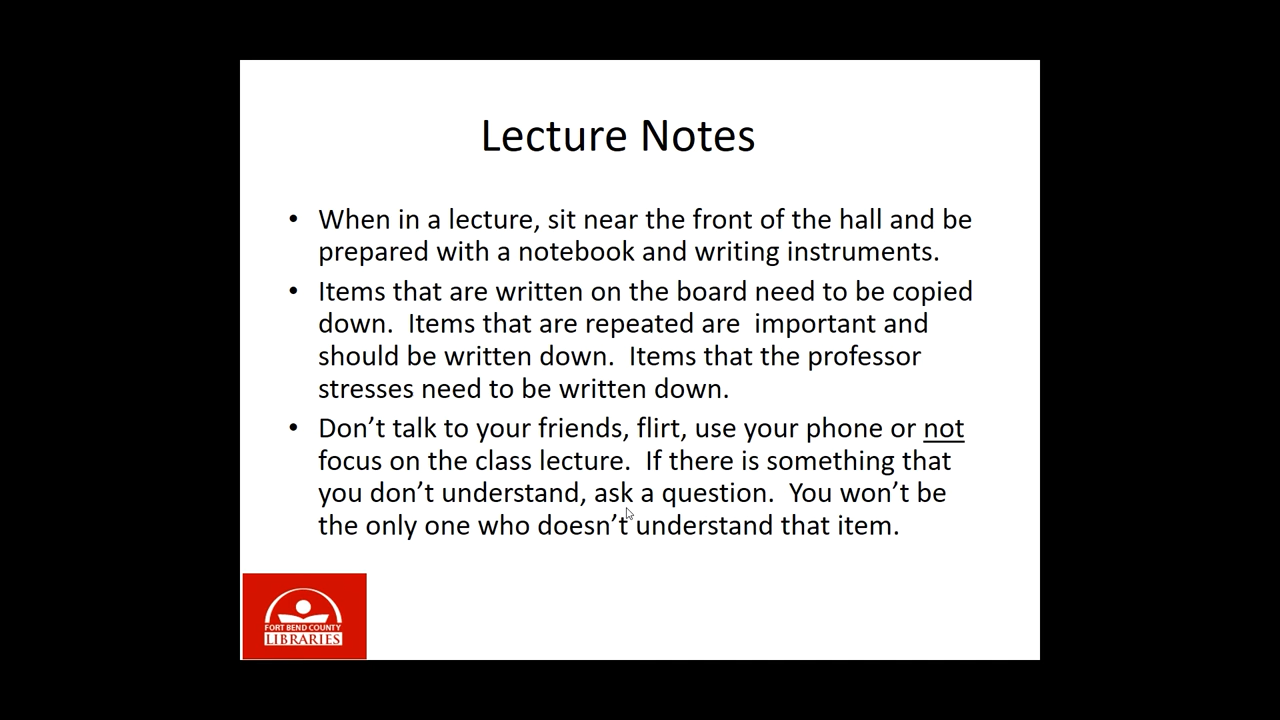 Lecture Notes
• When in a lecture, sit near the front of the hall and be
prepared with a notebook and writing instruments.
• Items that are written on the board need to be copied
down.  Items that are repeated are  important and
should be written down.  Items that the professor
stresses need to be written down.
• Don’t talk to your friends, flirt, use your phone or not
focus on the class lecture.  If there is something that
you don’t understand, ask a question.  You won’t be
the only one who doesn’t understand that item.
FORT BEND COUNTY
LIBRARIES